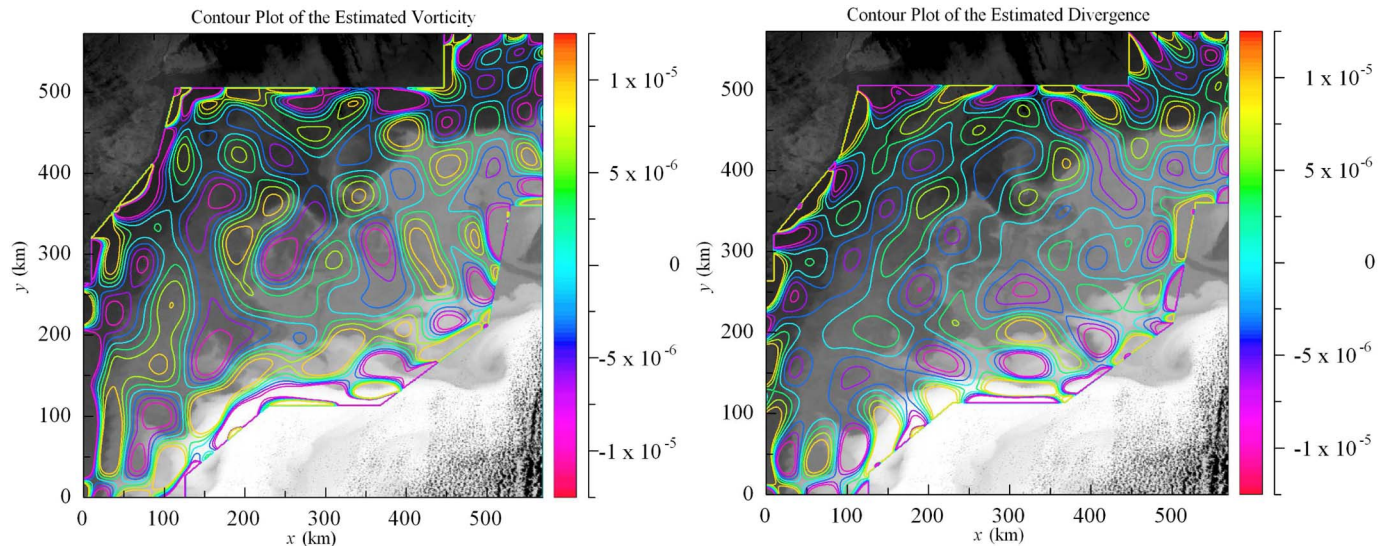 Contour Plot of the Estimated Vorticity
500
400
300
200
100
0
y (km)
0 100 200 300 400 500
x (km)
1 x 10⁻⁵
5 x 10⁻⁶
0
-5 x 10⁻⁶
-1 x 10⁻⁵
Contour Plot of the Estimated Divergence
500
400
300
200
100
0
y (km)
0 100 200 300 400 500
x (km)
1 x 10⁻⁵
5 x 10⁻⁶
0
-5 x 10⁻⁶
-1 x 10⁻⁵